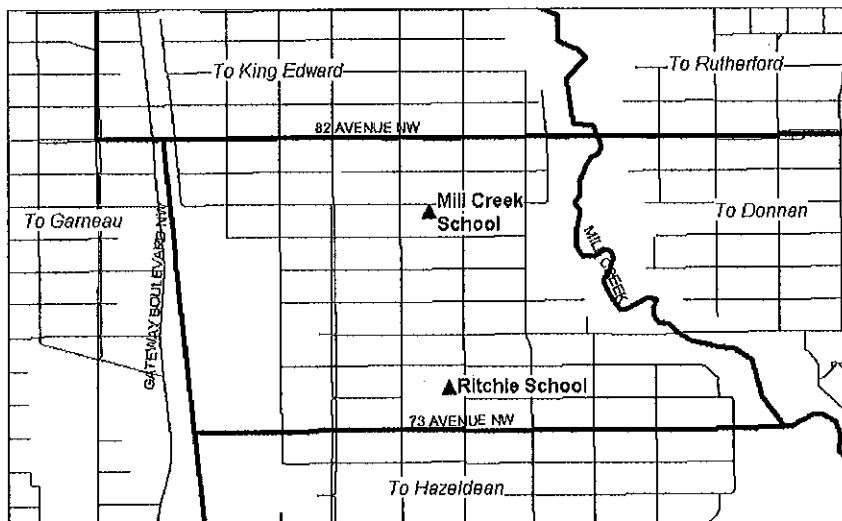 To King Edward
To Rutherford
82 AVENUE NW
Mill Creek
School
To Garneau
To Donnan
GATEWAY BOULEVARD NW
MILL CREEK
Ritchie School
73 AVENUE NW
To Hazeldean